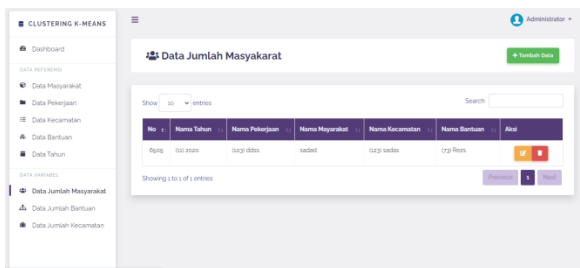 CLUSTERING K-MEANS
Administrator
Dashboard
DATA REFERENSI
Data Masyarakat
Data Pekerjaan
Data Kecamatan
Data Bantuan
Data Tahun
DATA VARIABEL
Data Jumlah Masyarakat
Data Jumlah Bantuan
Data Jumlah Kecamatan
Data Jumlah Masyakarat
+ Tambah Data
Show 10 entries
Search
No Nama Tahun Nama Pekerjaan Nama Mayarakat Nama Kecamatan Nama Bantuan Aksi
(11) 2020 (123) ddss sadad (123) sadas
Showing 1 to 1 of 1 entries
Previous 1 Next